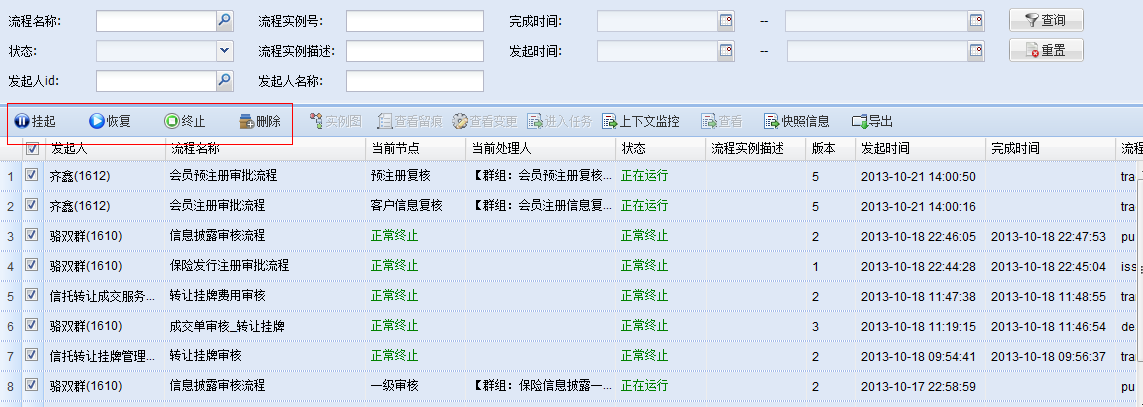 流程名称: 流程实例号: 完成时间: -- 查询
状态: 流程实例描述: 发起时间: -- 重置
发起人id: 发起人名称:
挂起 恢复 终止 删除 实例图 查看留痕 查看变更 进入任务 上下文监控 查看 快照信息 导出
发起人 流程名称 当前节点 当前处理人 状态 流程实例描述 版本 发起时间 完成时间 流程
1 齐鑫(1612) 会员预注册审批流程 预注册复核 【群组：会员预注册复核... 正在运行 5 2013-10-21 14:00:50 tra
2 齐鑫(1612) 会员注册审批流程 客户信息复核 【群组：会员注册信息复... 正在运行 5 2013-10-21 14:00:16 tra
3 骆双群(1610) 信息披露审核流程 正常终止 2 2013-10-18 22:46:05 2013-10-18 22:47:53 pu
4 骆双群(1610) 保险发行注册审批流程 正常终止 1 2013-10-18 22:44:28 2013-10-18 22:45:04 iss
5 信托转让成交服务... 转让挂牌费用审核 正常终止 2 2013-10-18 11:47:38 2013-10-18 11:48:55 tra
6 骆双群(1610) 成交单审核_转让挂牌 正常终止 3 2013-10-18 11:19:15 2013-10-18 11:46:54 de
7 信托转让挂牌管理... 转让挂牌审核 正常终止 2 2013-10-18 09:54:41 2013-10-18 09:56:37 tra
8 骆双群(1610) 信息披露审核流程 一级审核 【群组：保险信息披露一... 正在运行 2 2013-10-17 22:58:59 pu